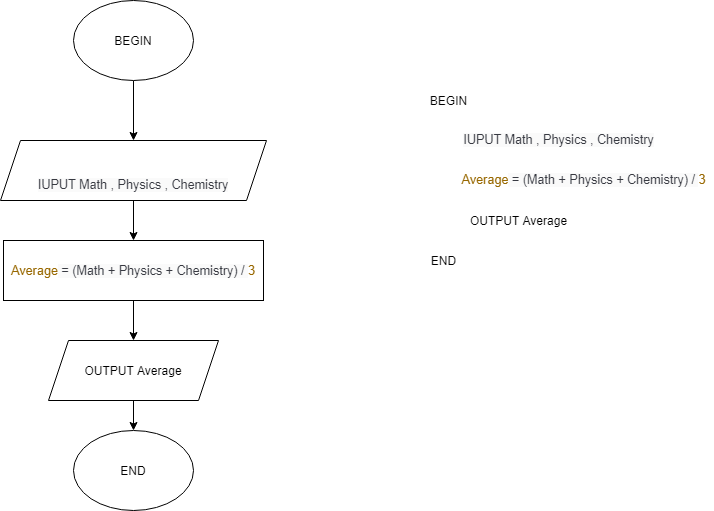 BEGIN
IUPUT Math , Physics , Chemistry
Average = (Math + Physics + Chemistry) / 3
OUTPUT Average
END
BEGIN
IUPUT Math , Physics , Chemistry
Average = (Math + Physics + Chemistry) / 3
OUTPUT Average
END